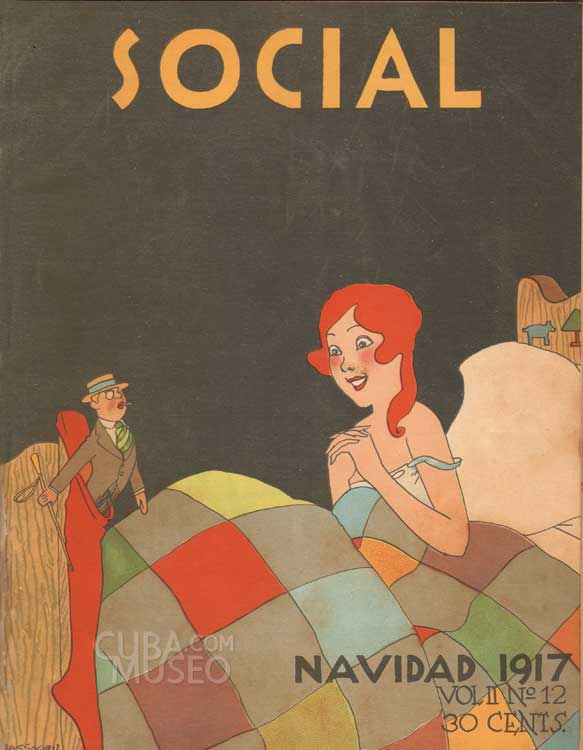 SOCIAL
CUBA.COM
MUSEO
NAVIDAD 1917
VOL, II Nº 12
30 CENTS.